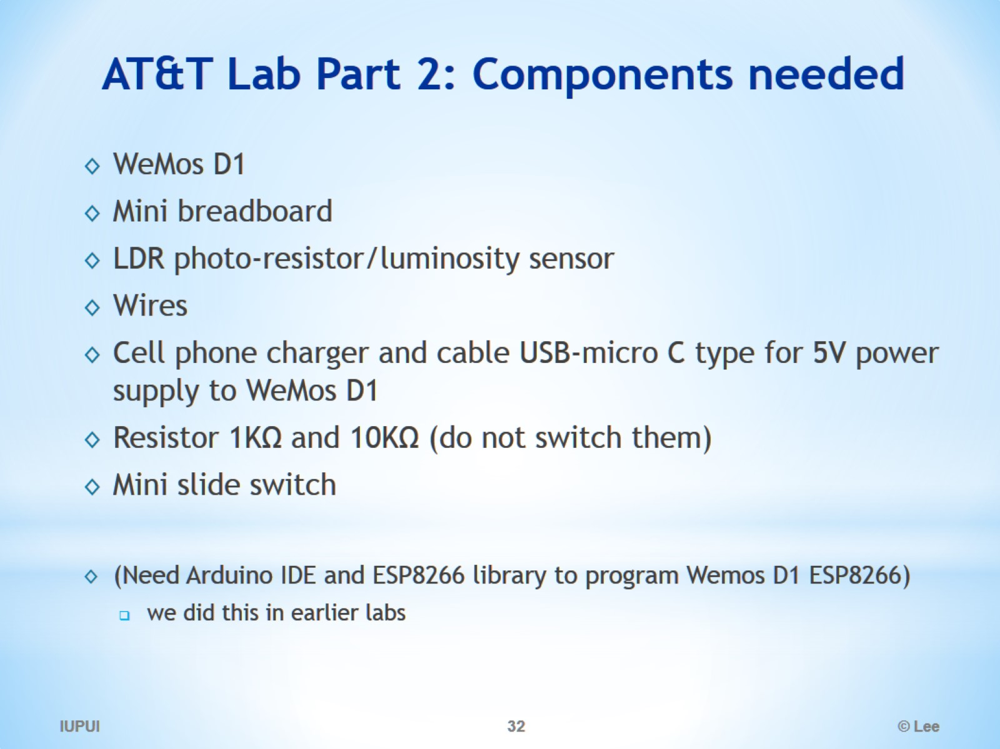 AT&T Lab Part 2: Components needed
◇ WeMos D1
◇ Mini breadboard
◇ LDR photo-resistor/luminosity sensor
◇ Wires
◇ Cell phone charger and cable USB-micro C type for 5V power
supply to WeMos D1
◇ Resistor 1KΩ and 10KΩ (do not switch them)
◇ Mini slide switch
◇ (Need Arduino IDE and ESP8266 library to program Wemos D1 ESP8266)
❑ we did this in earlier labs
IUPUI 32 © Lee